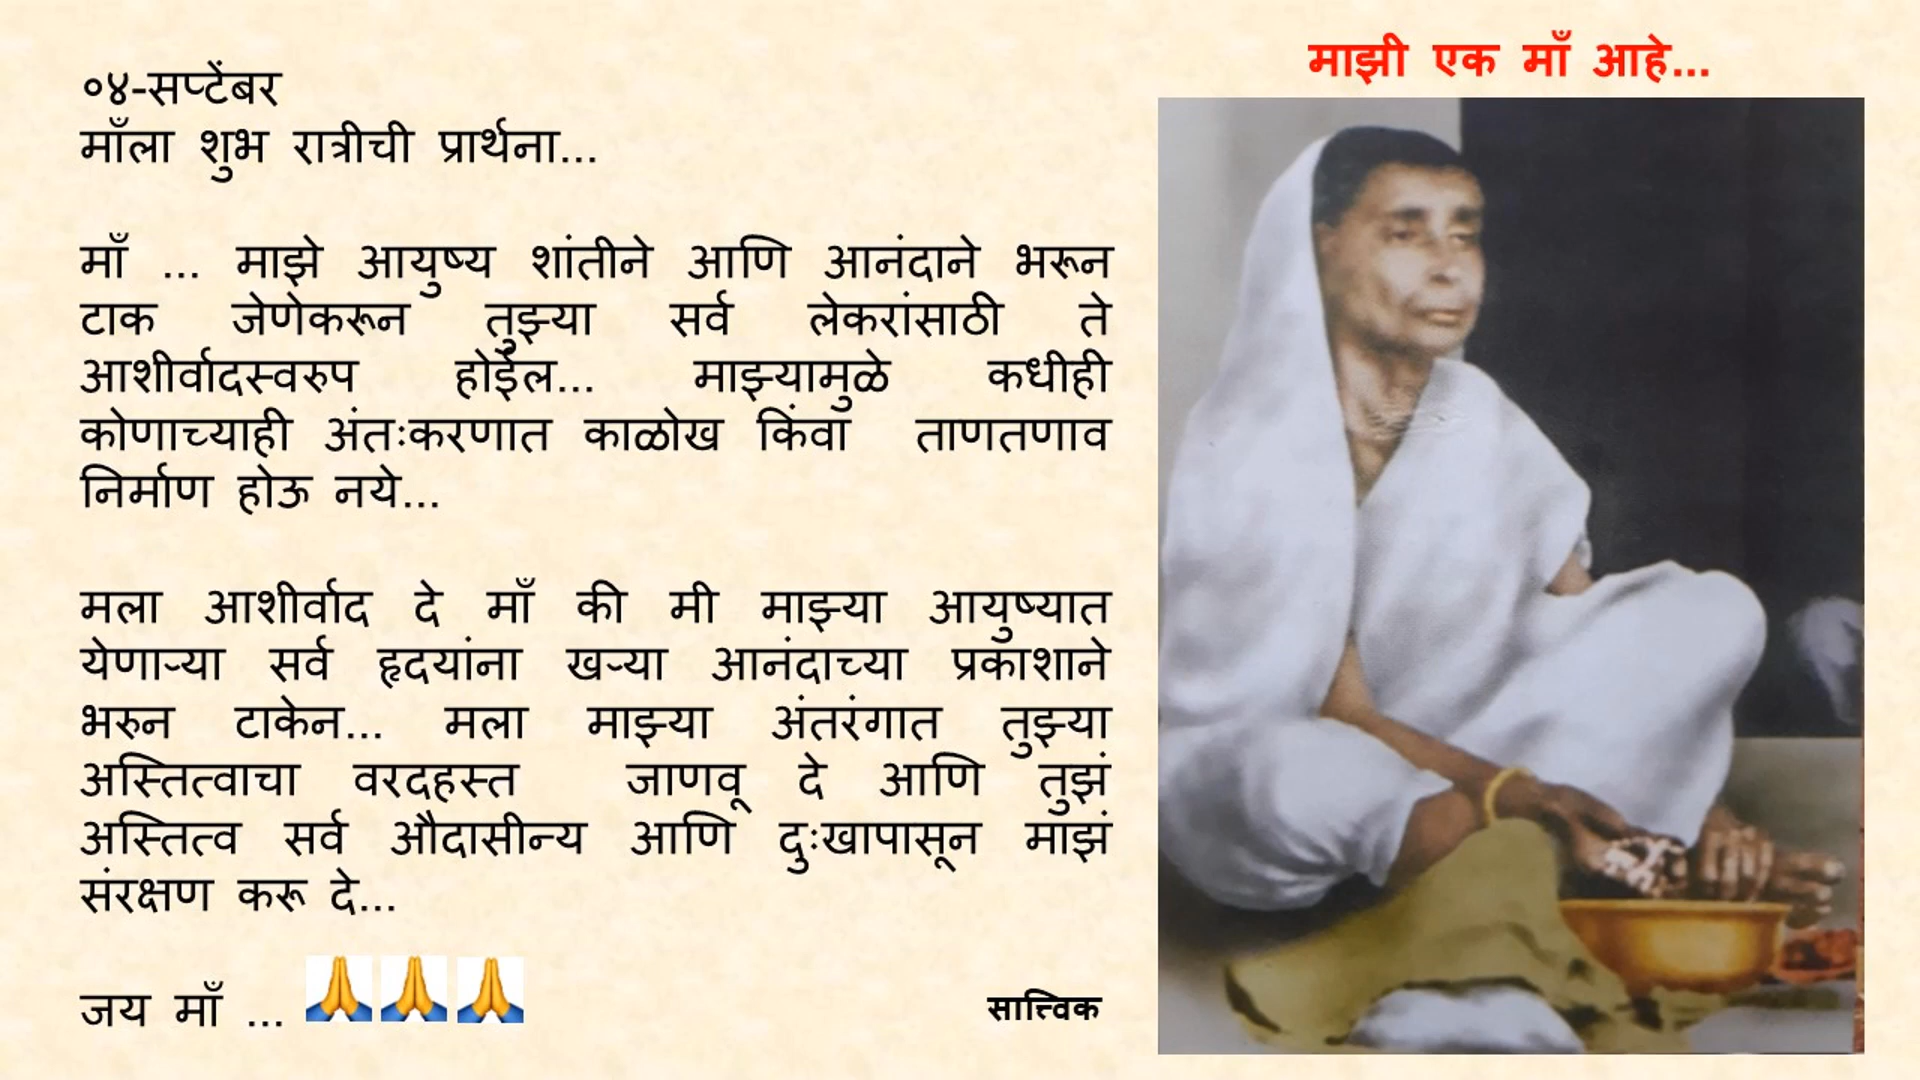 ०४-सप्टेंबर
माँला शुभ रात्रीची प्रार्थना...
माँ ... माझे आयुष्य शांतीने आणि आनंदाने भरून
टाक जेणेकरून तुझ्या सर्व लेकरांसाठी ते
आशीर्वादस्वरुप होईल... माझ्यामुळे कधीही
कोणाच्याही अंतःकरणात काळोख किंवा ताणतणाव
निर्माण होऊ नये...
मला आशीर्वाद दे माँ की मी माझ्या आयुष्यात
येणाऱ्या सर्व हृदयांना खऱ्या आनंदाच्या प्रकाशाने
भरुन टाकेन... मला माझ्या अंतरंगात तुझ्या
अस्तित्वाचा वरदहस्त जाणवू दे आणि तुझं
अस्तित्व सर्व औदासीन्य आणि दुःखापासून माझं
संरक्षण करू दे...
जय माँ ... 🙏🙏🙏
सात्त्विक
माझी एक माँ आहे...